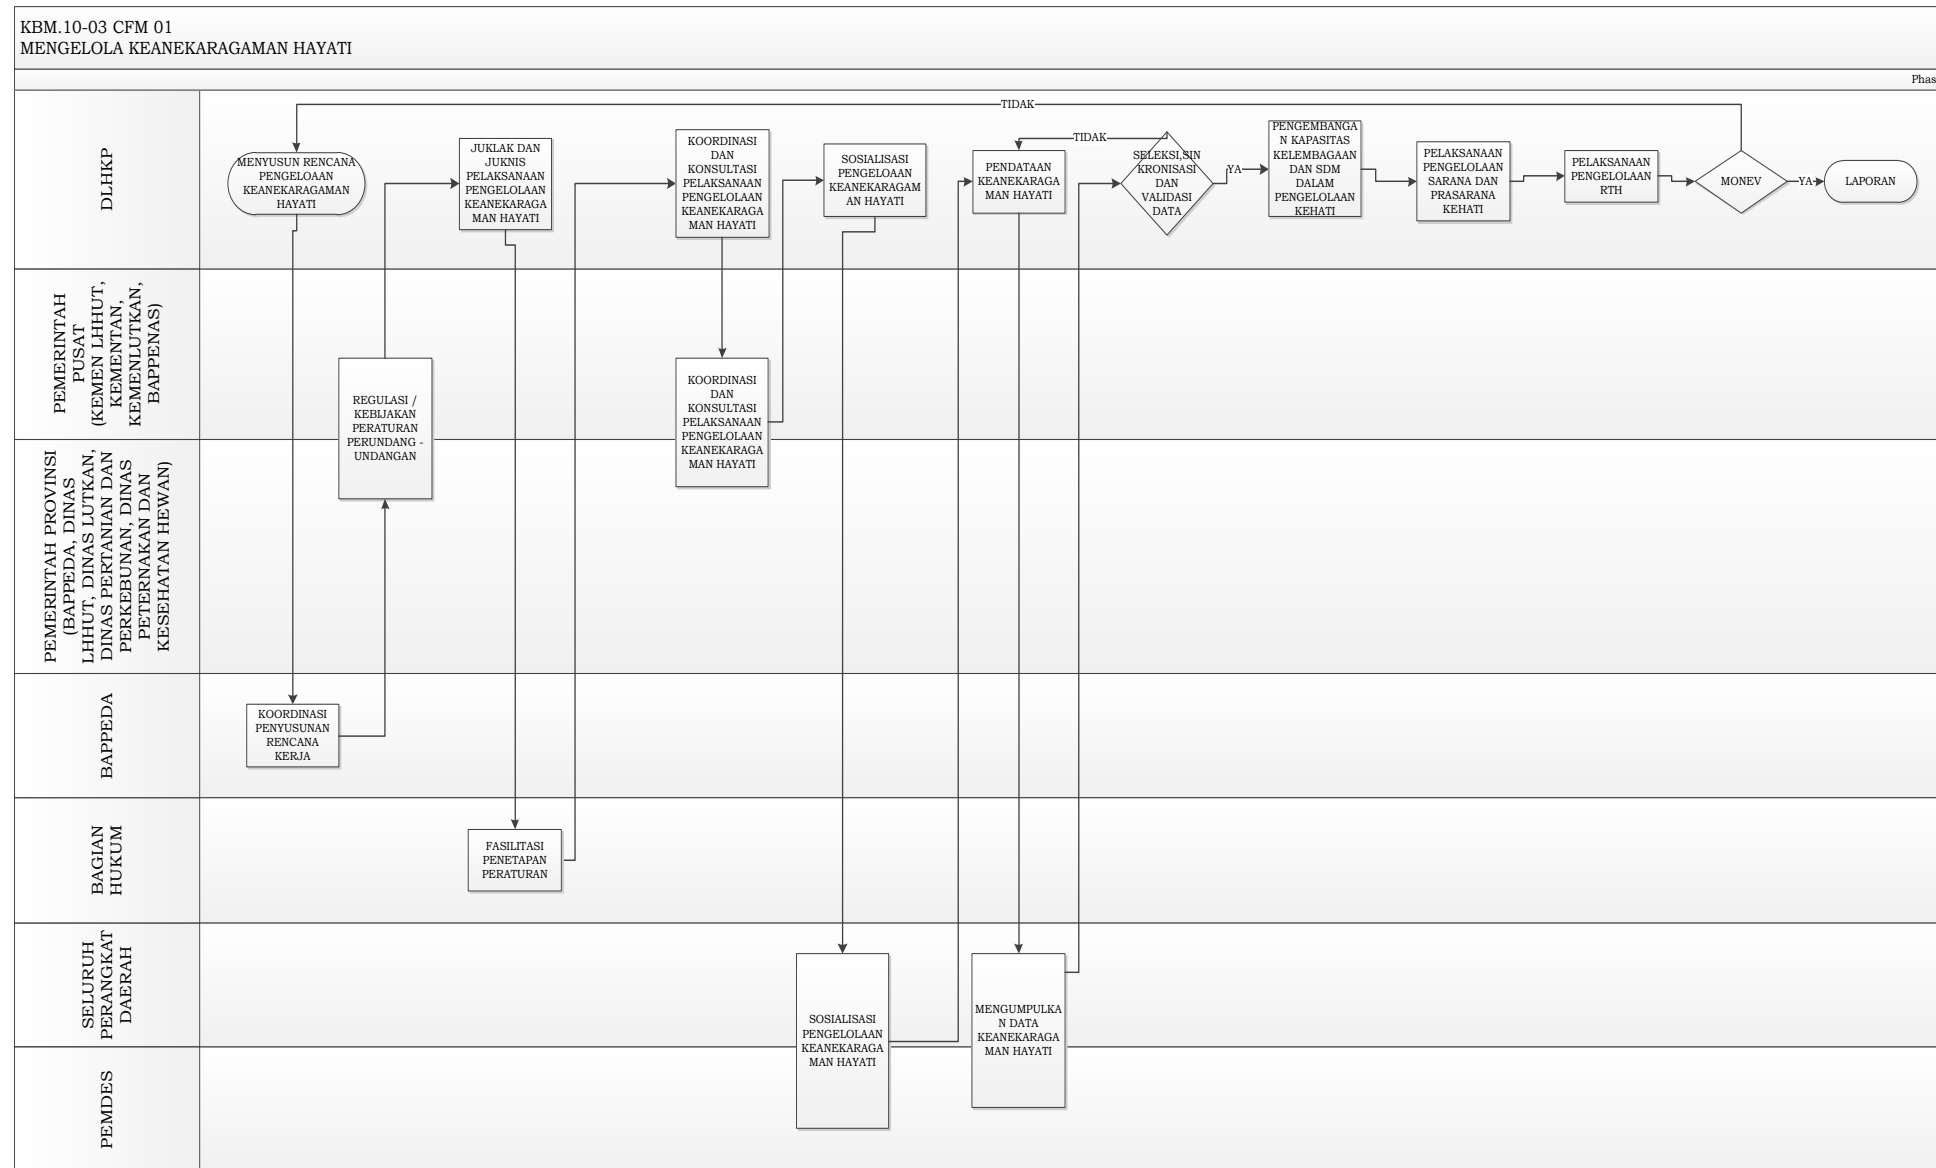 KBM.10-03 CFM 01
MENGELOLA KEANEKARAGAMAN HAYATI
Phas
DLHKP
TIDAK
MENYUSUN RENCANA
PENGELOAAN
KEANEKARAGAMAN
HAYATI
JUKLAK DAN
JUKNIS
PELAKSANAAN
PENGELOLAAN
KEANEKARAGA
MAN HAYATI
KOORDINASI
DAN
KONSULTASI
PELAKSANAAN
PENGELOLAAN
KEANEKARAGA
MAN HAYATI
SOSIALISASI
PENGELOAAN
KEANEKARAGAM
AN HAYATI
PENDATAAN
KEANEKARAGA
MAN HAYATI
TIDAK
SELEKSI,SIN
KRONISASI
DAN
VALIDASI
DATA
YA
PENGEMBANGA
N KAPASITAS
KELEMBAGAAN
DAN SDM
DALAM
PENGELOLAAN
KEHATI
PELAKSANAAN
PENGELOLAAN
SARANA DAN
PRASARANA
KEHATI
PELAKSANAAN
PENGELOLAAN
RTH
MONEV
YA
LAPORAN
PEMERINTAH
PUSAT
(KEMEN LHHUT,
KEMENTAN,
KEMENLUTKAN,
BAPPENAS)
REGULASI /
KEBIJAKAN
PERATURAN
PERUNDANG -
UNDANGAN
KOORDINASI
DAN
KONSULTASI
PELAKSANAAN
PENGELOLAAN
KEANEKARAGA
MAN HAYATI
PEMERINTAH PROVINSI
(BAPPEDA, DINAS
LHHUT, DINAS LUTKAN,
DINAS PERTANIAN DAN
PERKEBUNAN, DINAS
PETERNAKAN DAN
KESEHATAN HEWAN)
BAPPEDA
KOORDINASI
PENYUSUNAN
RENCANA
KERJA
BAGIAN
HUKUM
FASILITASI
PENETAPAN
PERATURAN
SELURUH
PERANGKAT
DAERAH
SOSIALISASI
PENGELOLAAN
KEANEKARAGA
MAN HAYATI
MENGUMPULKA
N DATA
KEANEKARAGA
MAN HAYATI
PEMDES